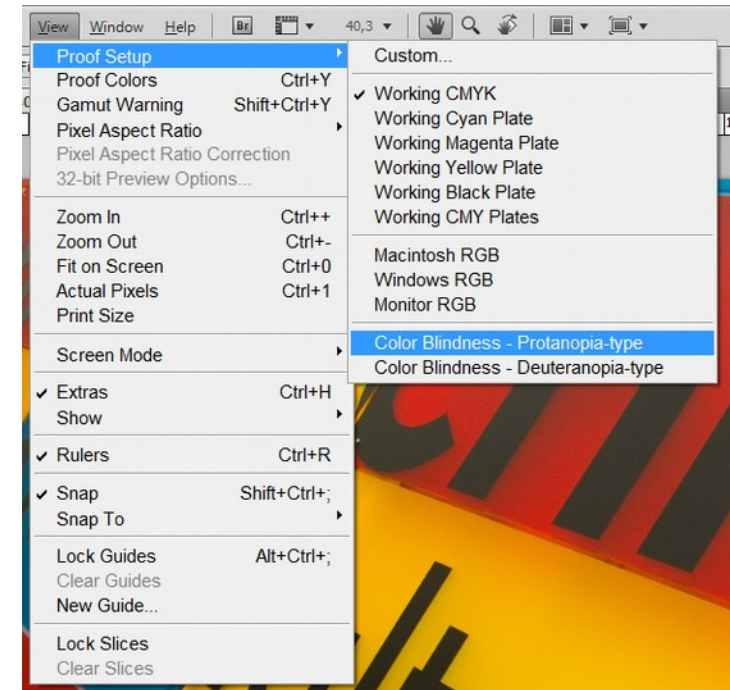 View Window Help Br 40,3
Proof Setup
Proof Colors Ctrl+Y
Gamut Warning Shift+Ctrl+Y
Pixel Aspect Ratio
Pixel Aspect Ratio Correction
32-bit Preview Options...
Zoom In Ctrl++
Zoom Out Ctrl+-
Fit on Screen Ctrl+0
Actual Pixels Ctrl+1
Print Size
Screen Mode
Extras Ctrl+H
Show
Rulers Ctrl+R
Snap Shift+Ctrl+;
Snap To
Lock Guides Alt+Ctrl+;
Clear Guides
New Guide...
Lock Slices
Clear Slices
Custom...
Working CMYK
Working Cyan Plate
Working Magenta Plate
Working Yellow Plate
Working Black Plate
Working CMY Plates
Macintosh RGB
Windows RGB
Monitor RGB
Color Blindness - Protanopia-type
Color Blindness - Deuteranopia-type